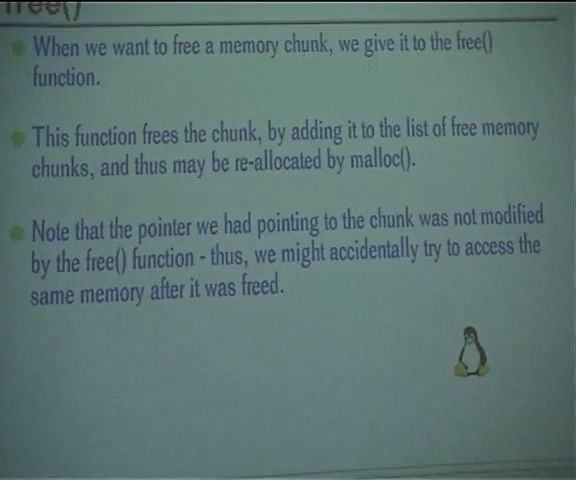 free()
When we want to free a memory chunk, we give it to the free()
function.
This function frees the chunk, by adding it to the list of free memory
chunks, and thus may be re-allocated by malloc().
Note that the pointer we had pointing to the chunk was not modified
by the free() function - thus, we might accidentally try to access the
same memory after it was freed.